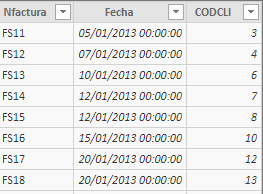 Nfactura Fecha CODCLI
FS11 05/01/2013 00:00:00 3
FS12 07/01/2013 00:00:00 4
FS13 10/01/2013 00:00:00 6
FS14 12/01/2013 00:00:00 7
FS15 12/01/2013 00:00:00 8
FS16 15/01/2013 00:00:00 10
FS17 20/01/2013 00:00:00 12
FS18 20/01/2013 00:00:00 13